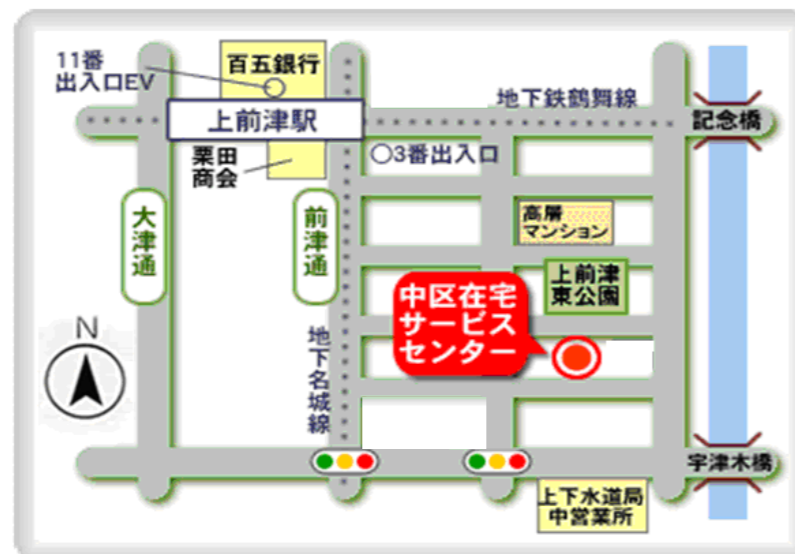 11番
出入口EV
百五銀行
上前津駅
地下鉄鶴舞線
記念橋
栗田
商会
○3番出入口
大津通
前津通
高層
マンション
上前津
東公園
中区在宅
サービス
センター
N
地下名城線
宇津木橋
上下水道局
中営業所